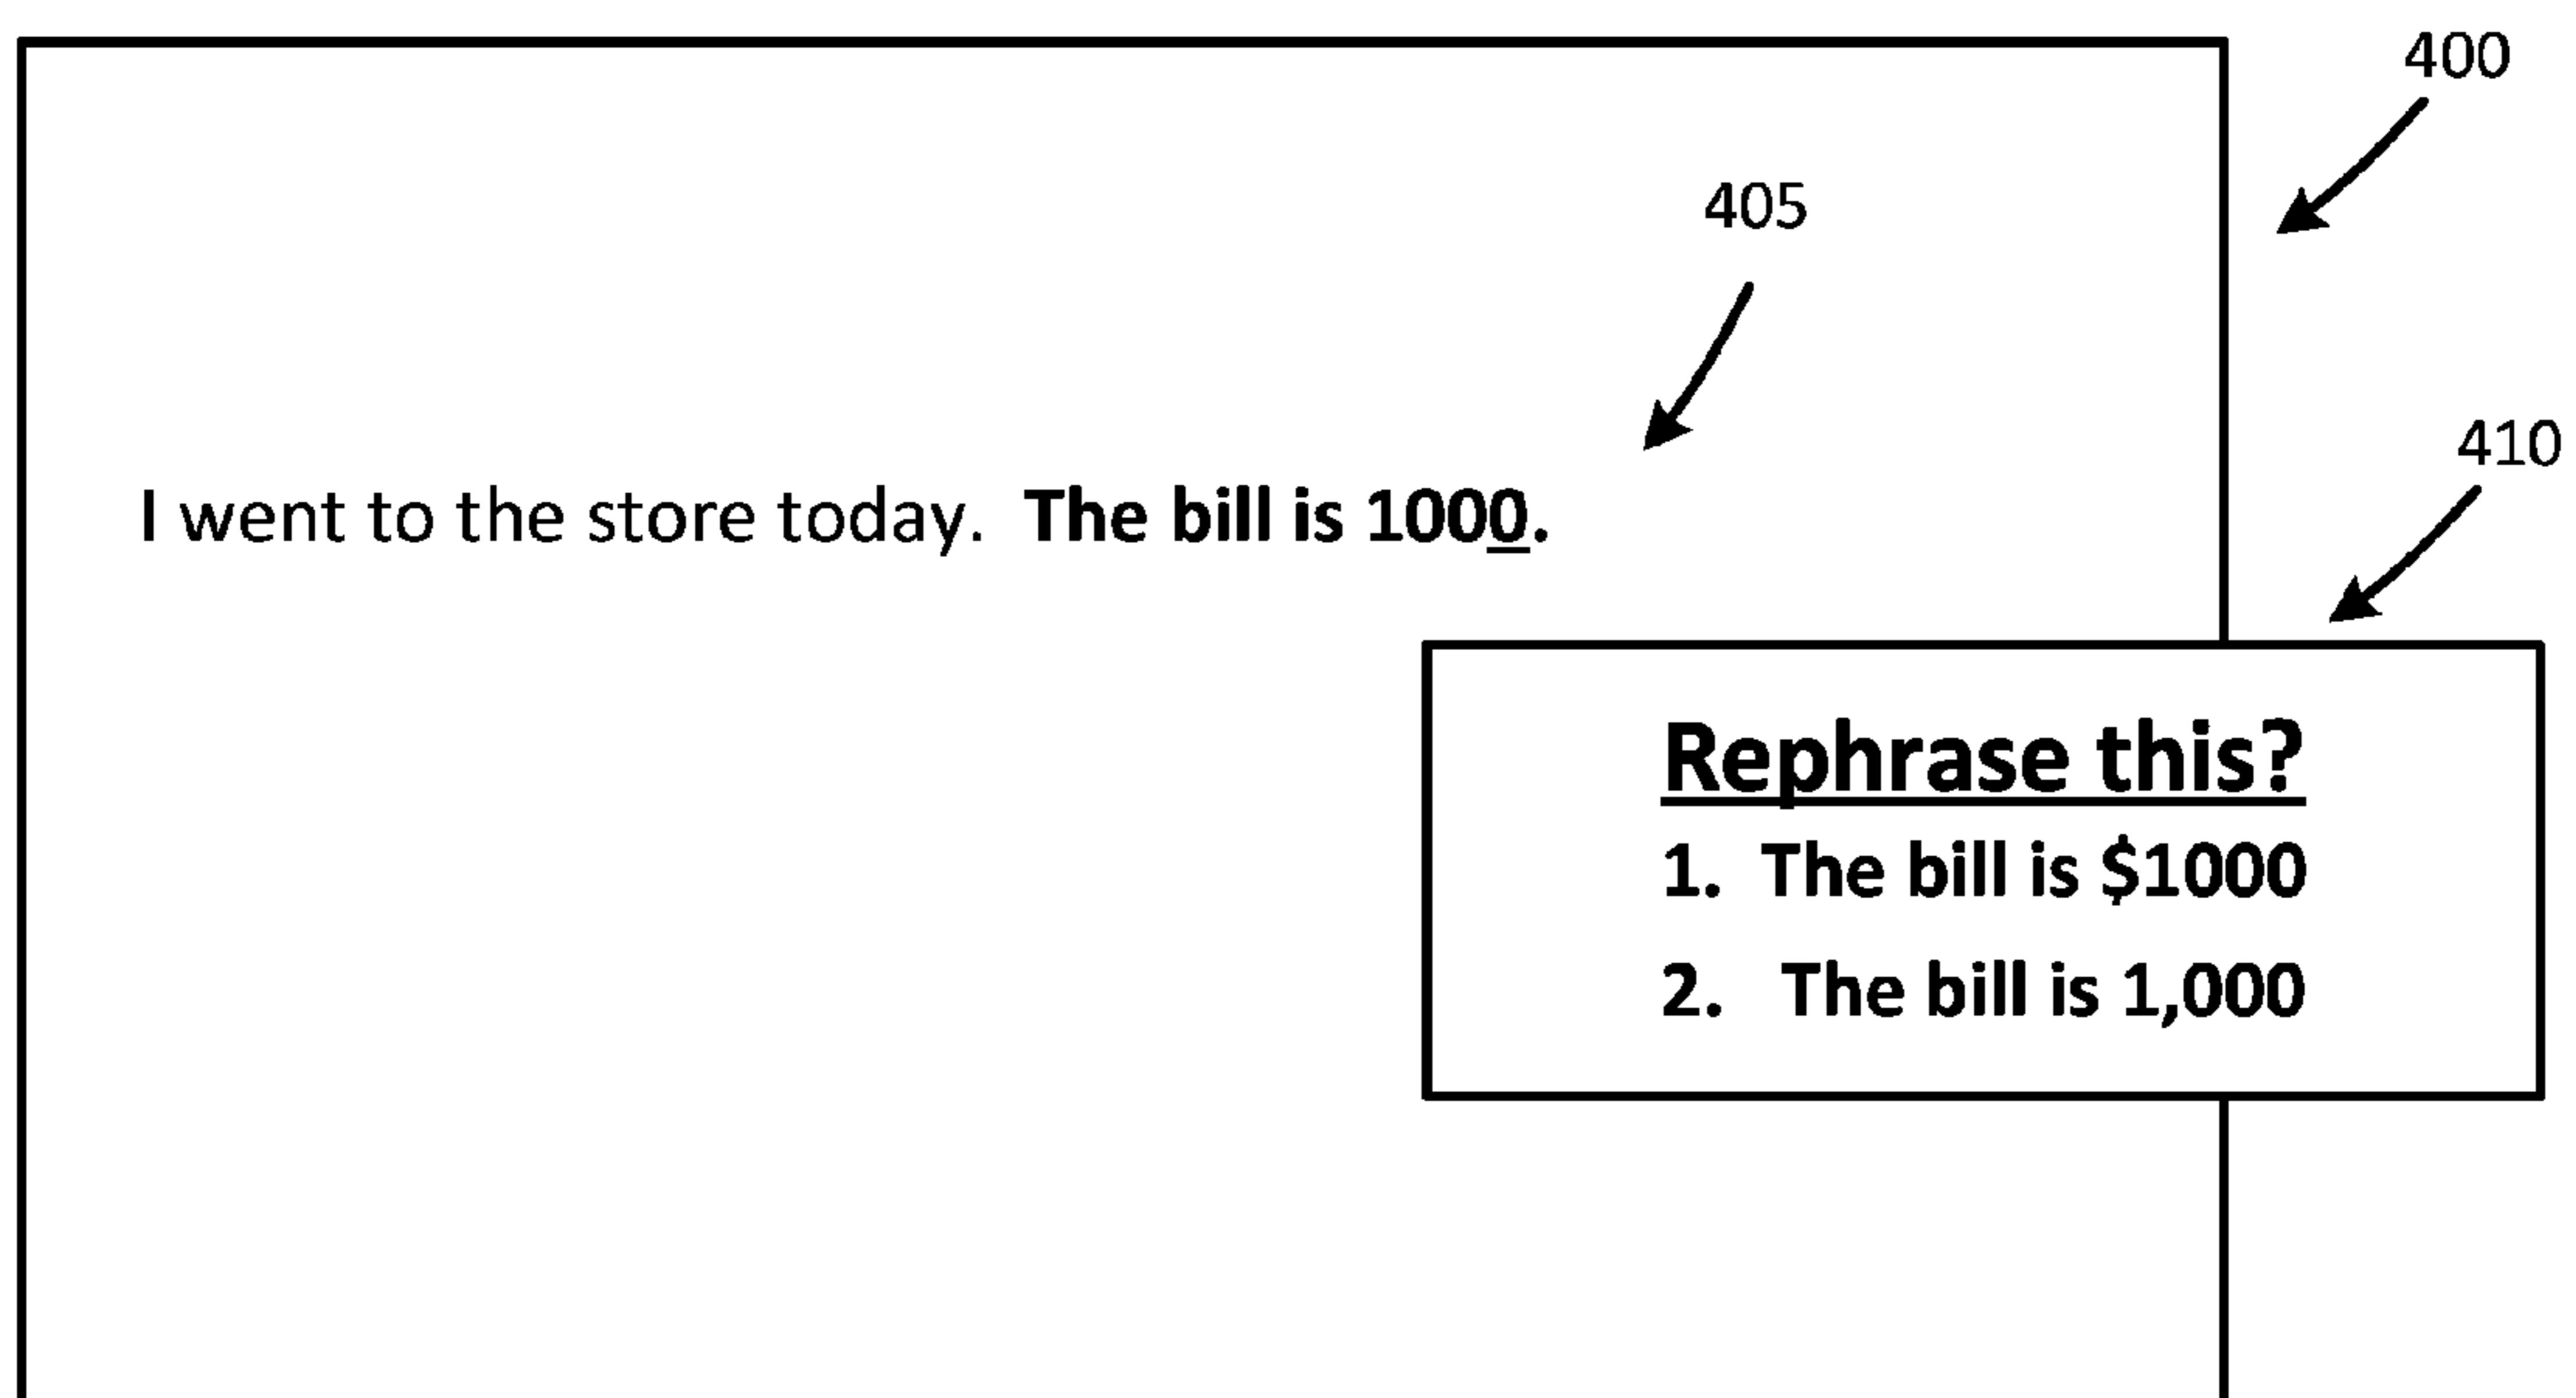 400
405
410
I went to the store today.  The bill is 1000.
Rephrase this?
1.  The bill is $1000
2.  The bill is 1,000